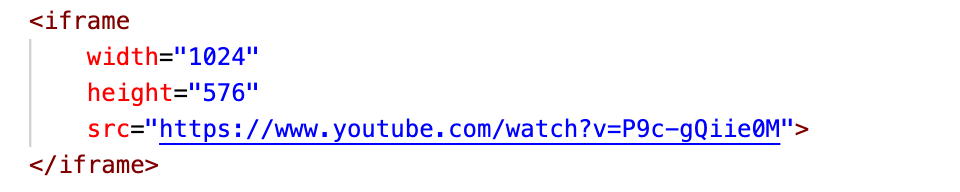 <iframe
    width="1024"
    height="576"
    src="https://www.youtube.com/watch?v=P9c-gQiie0M">
</iframe>